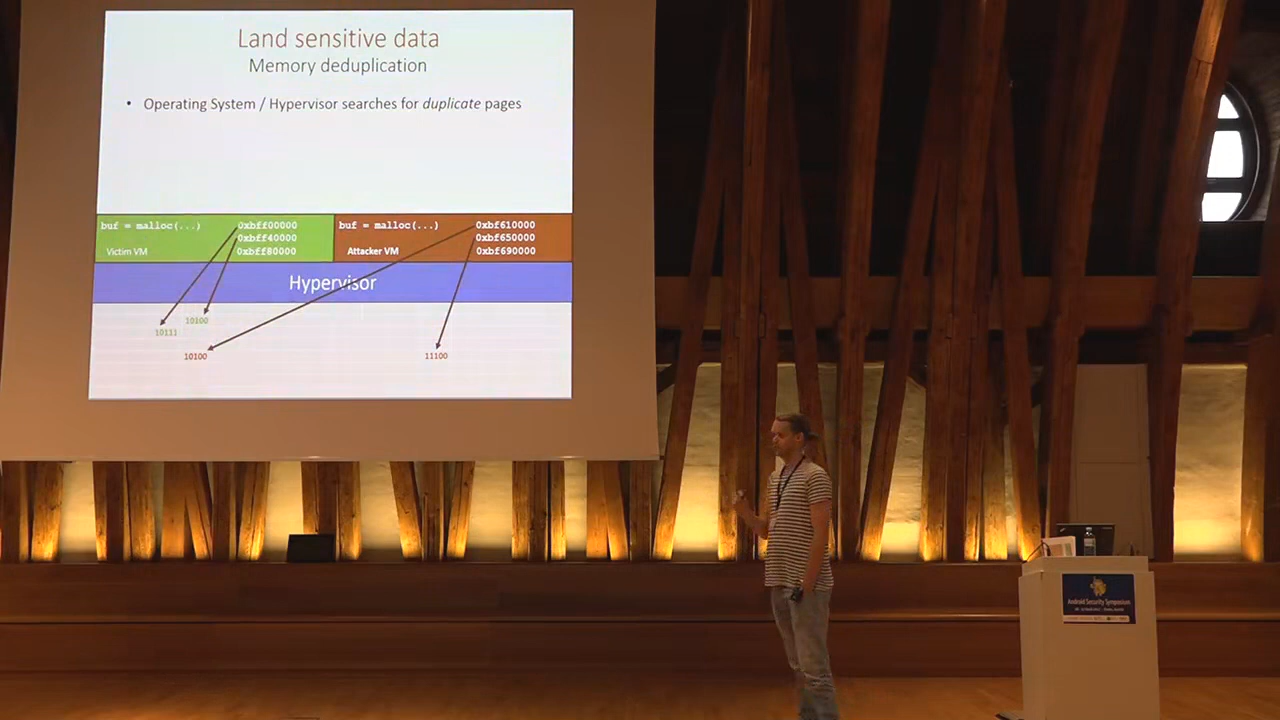 Land sensitive data
Memory deduplication
• Operating System / Hypervisor searches for duplicate pages
buf = malloc(...) 0xbff00000
0xbff40000
Victim VM 0xbff80000
buf = malloc(...) 0xbf610000
0xbf650000
Attacker VM 0xbf690000
Hypervisor
10100
10111
10100
11100
Android Security Symposium